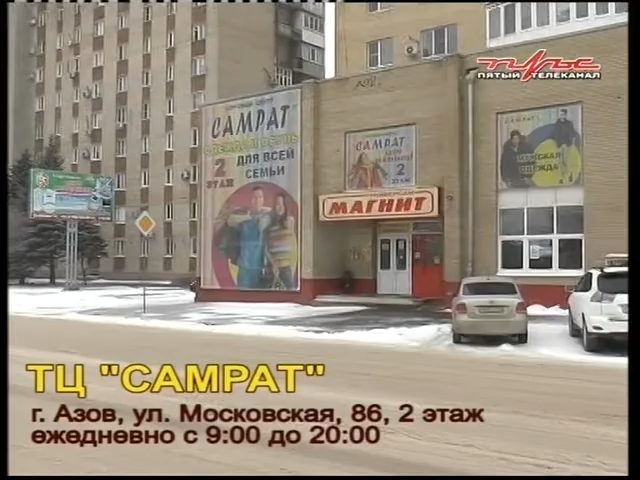 ПУЛЬС
ПЯТЫЙ ТЕЛЕКАНАЛ
САМРАТ
2 ДЛЯ ВСЕЙ
ЭТАЖ СЕМЬИ
САМРАТ
2
ЭТАЖ
МУЖСКАЯ
ОДЕЖДА
МАГНИТ
ТЦ "САМРАТ"
г. Азов, ул. Московская, 86, 2 этаж
ежедневно с 9:00 до 20:00